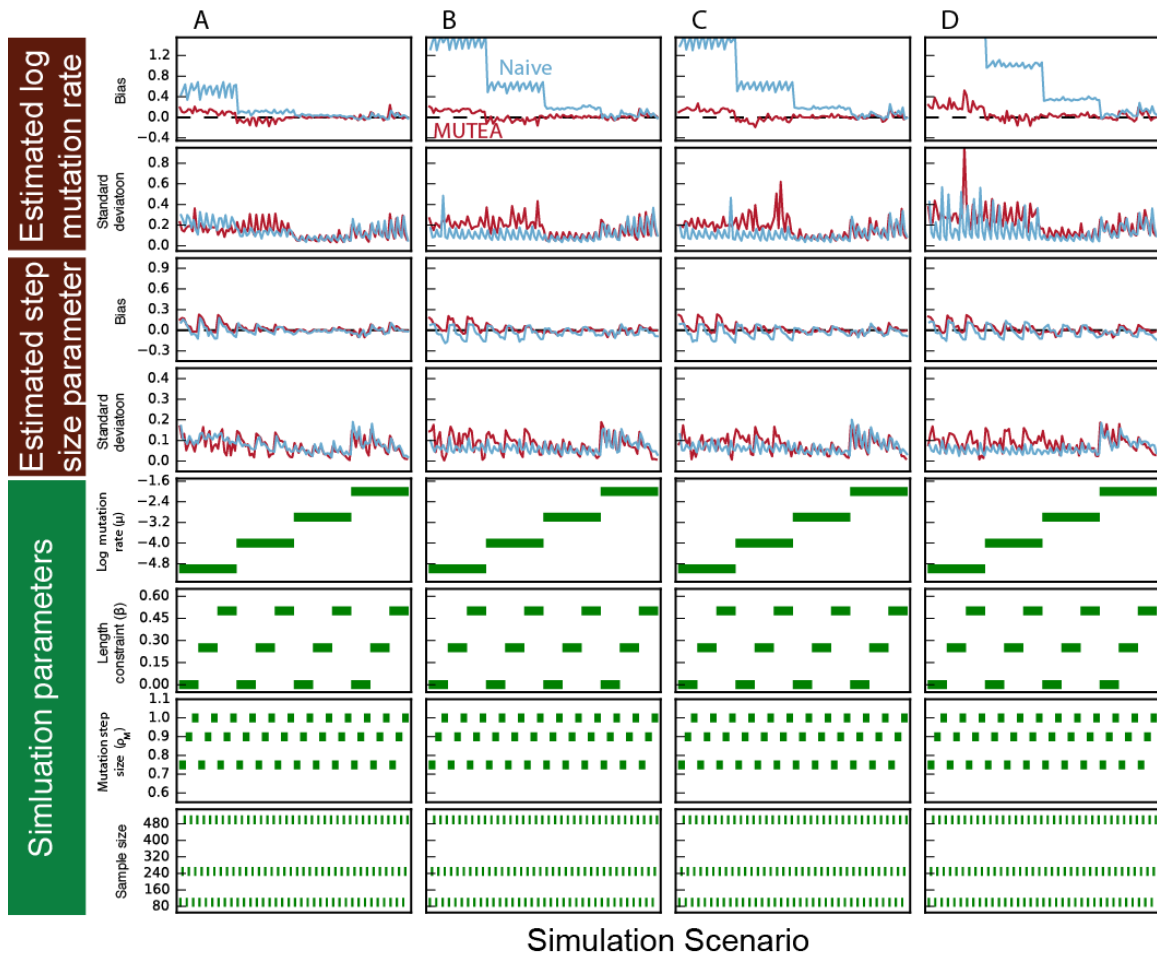 A B C D
Estimated log
mutation rate
Bias
1.2
0.8
0.4
0.0
−0.4
Naive
MUTEA
Standard
deviatoon
0.8
0.6
0.4
0.2
0.0
Estimated step
size parameter
Bias
0.9
0.6
0.3
0.0
−0.3
Standard
deviatoon
0.4
0.3
0.2
0.1
0.0
Simluation parameters
Log mutation
rate (μ)
−1.6
−2.4
−3.2
−4.0
−4.8
Length
constraint (β)
0.60
0.45
0.30
0.15
0.00
Mutation step
size (ρM)
1.1
1.0
0.9
0.8
0.7
0.6
Sample size
480
400
320
240
160
80
Simulation Scenario